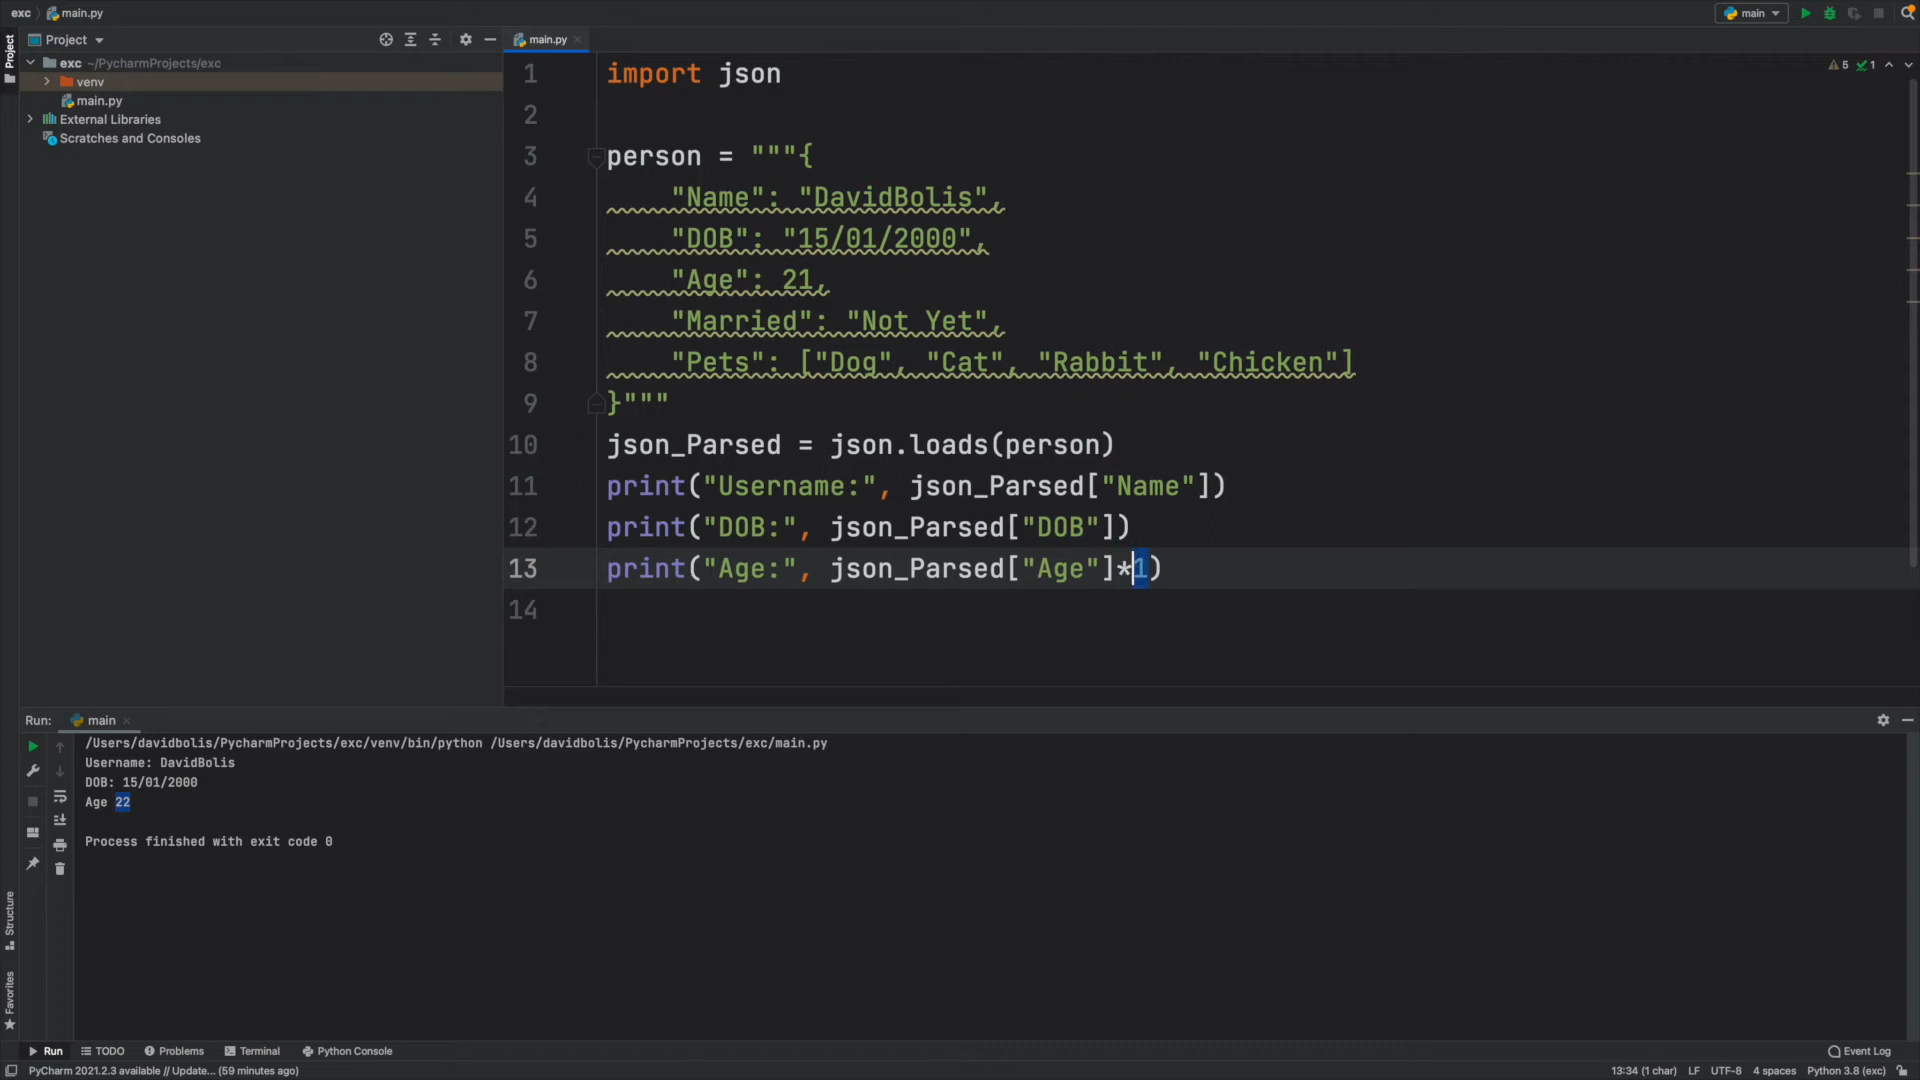 exc main.py
main
Project
main.py
5 1
exc ~/PycharmProjects/exc
venv
main.py
External Libraries
Scratches and Consoles
Project
1 import json
2
3 person = """{
4 "Name": "DavidBolis",
5 "DOB": "15/01/2000",
6 "Age": 21,
7 "Married": "Not Yet",
8 "Pets": ["Dog", "Cat", "Rabbit", "Chicken"]
9 }"""
10 json_Parsed = json.loads(person)
11 print("Username:", json_Parsed["Name"])
12 print("DOB:", json_Parsed["DOB"])
13 print("Age:", json_Parsed["Age"]*1)
14
Run: main
/Users/davidbolis/PycharmProjects/exc/venv/bin/python /Users/davidbolis/PycharmProjects/exc/main.py
Username: DavidBolis
DOB: 15/01/2000
Age 22
Process finished with exit code 0
Structure
Favorites
Run TODO Problems Terminal Python Console Event Log
PyCharm 2021.2.3 available // Update... (59 minutes ago) 13:34 (1 char) LF UTF-8 4 spaces Python 3.8 (exc)